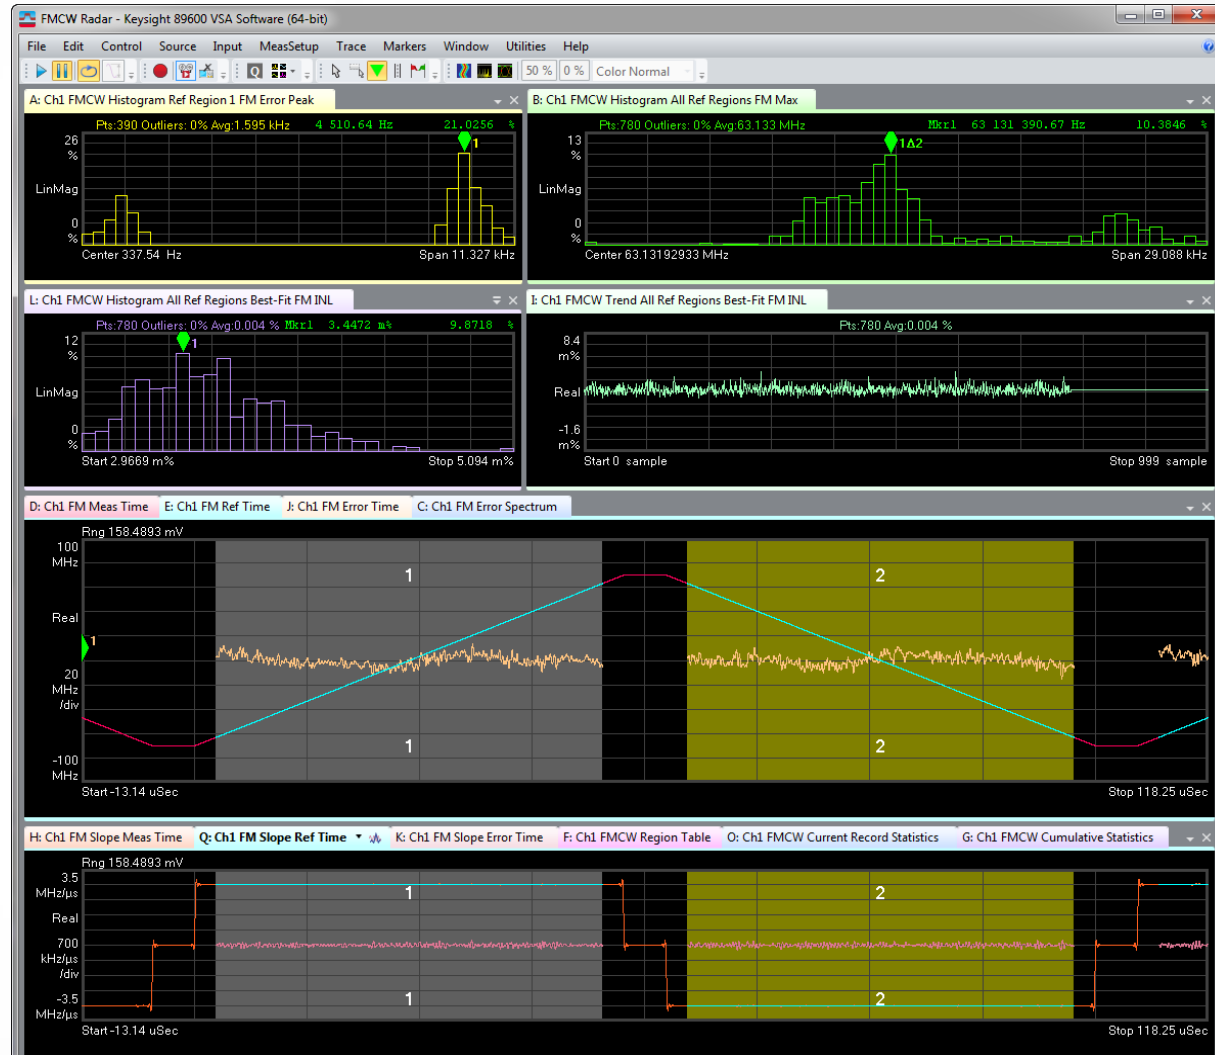 FMCW Radar - Keysight 89600 VSA Software (64-bit)
File Edit Control Source Input MeasSetup Trace Markers Window Utilities Help
50 % 0 % Color Normal
A: Ch1 FMCW Histogram Ref Region 1 FM Error Peak
Pts:390 Outliers: 0% Avg:1.595 kHz 4 510.64 Hz 21.0256 %
26
%
1
LinMag
0
%
Center 337.54 Hz Span 11.327 kHz
B: Ch1 FMCW Histogram All Ref Regions FM Max
Pts:780 Outliers: 0% Avg:63.133 MHz Mkr1 63 131 390.67 Hz 10.3846 %
13
%
1Δ2
LinMag
0
%
Center 63.13192933 MHz Span 29.088 kHz
L: Ch1 FMCW Histogram All Ref Regions Best-Fit FM INL
Pts:780 Outliers: 0% Avg:0.004 % Mkr1 3.4472 m% 9.8718 %
12
%
1
LinMag
0
%
Start 2.9669 m% Stop 5.094 m%
I: Ch1 FMCW Trend All Ref Regions Best-Fit FM INL
Pts:780 Avg:0.004 %
8.4
m%
Real
-1.6
m%
Start 0 sample Stop 999 sample
D: Ch1 FM Meas Time E: Ch1 FM Ref Time J: Ch1 FM Error Time C: Ch1 FM Error Spectrum
Rng 158.4893 mV
100
MHz
1 2
Real
1
20
MHz
/div
1 2
-100
MHz
Start -13.14 uSec Stop 118.25 uSec
H: Ch1 FM Slope Meas Time Q: Ch1 FM Slope Ref Time K: Ch1 FM Slope Error Time F: Ch1 FMCW Region Table O: Ch1 FMCW Current Record Statistics G: Ch1 FMCW Cumulative Statistics
Rng 158.4893 mV
3.5
MHz/µs
1 2
Real
700
kHz/µs
/div
-3.5
MHz/µs
1 2
Start -13.14 uSec Stop 118.25 uSec